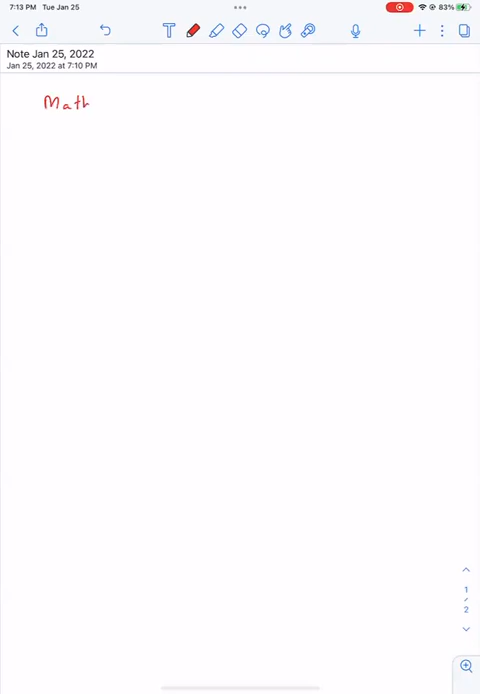 7:13 PM Tue Jan 25
83%
Note Jan 25, 2022
Jan 25, 2022 at 7:10 PM
Math
1
/
2